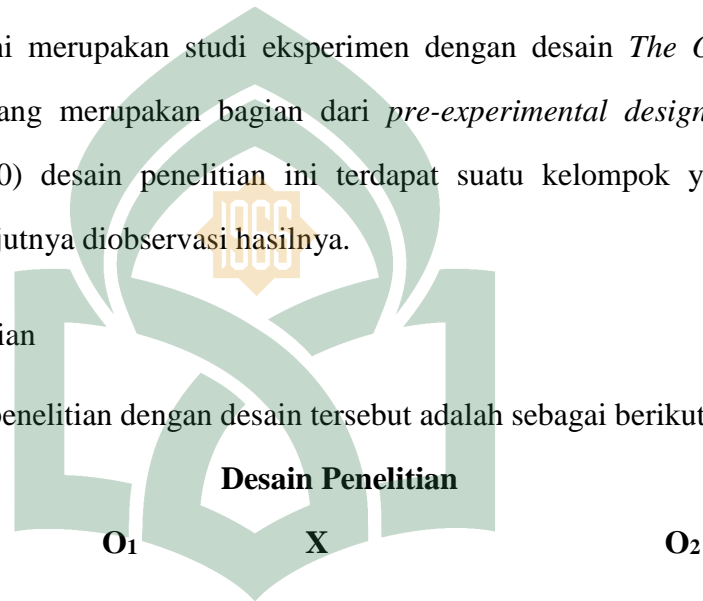 ni merupakan studi eksperimen dengan desain The
ang merupakan bagian dari pre-experimental design
0) desain penelitian ini terdapat suatu kelompok y
jutnya diobservasi hasilnya.
ian
penelitian dengan desain tersebut adalah sebagai berikut
Desain Penelitian
O₁ X O₂